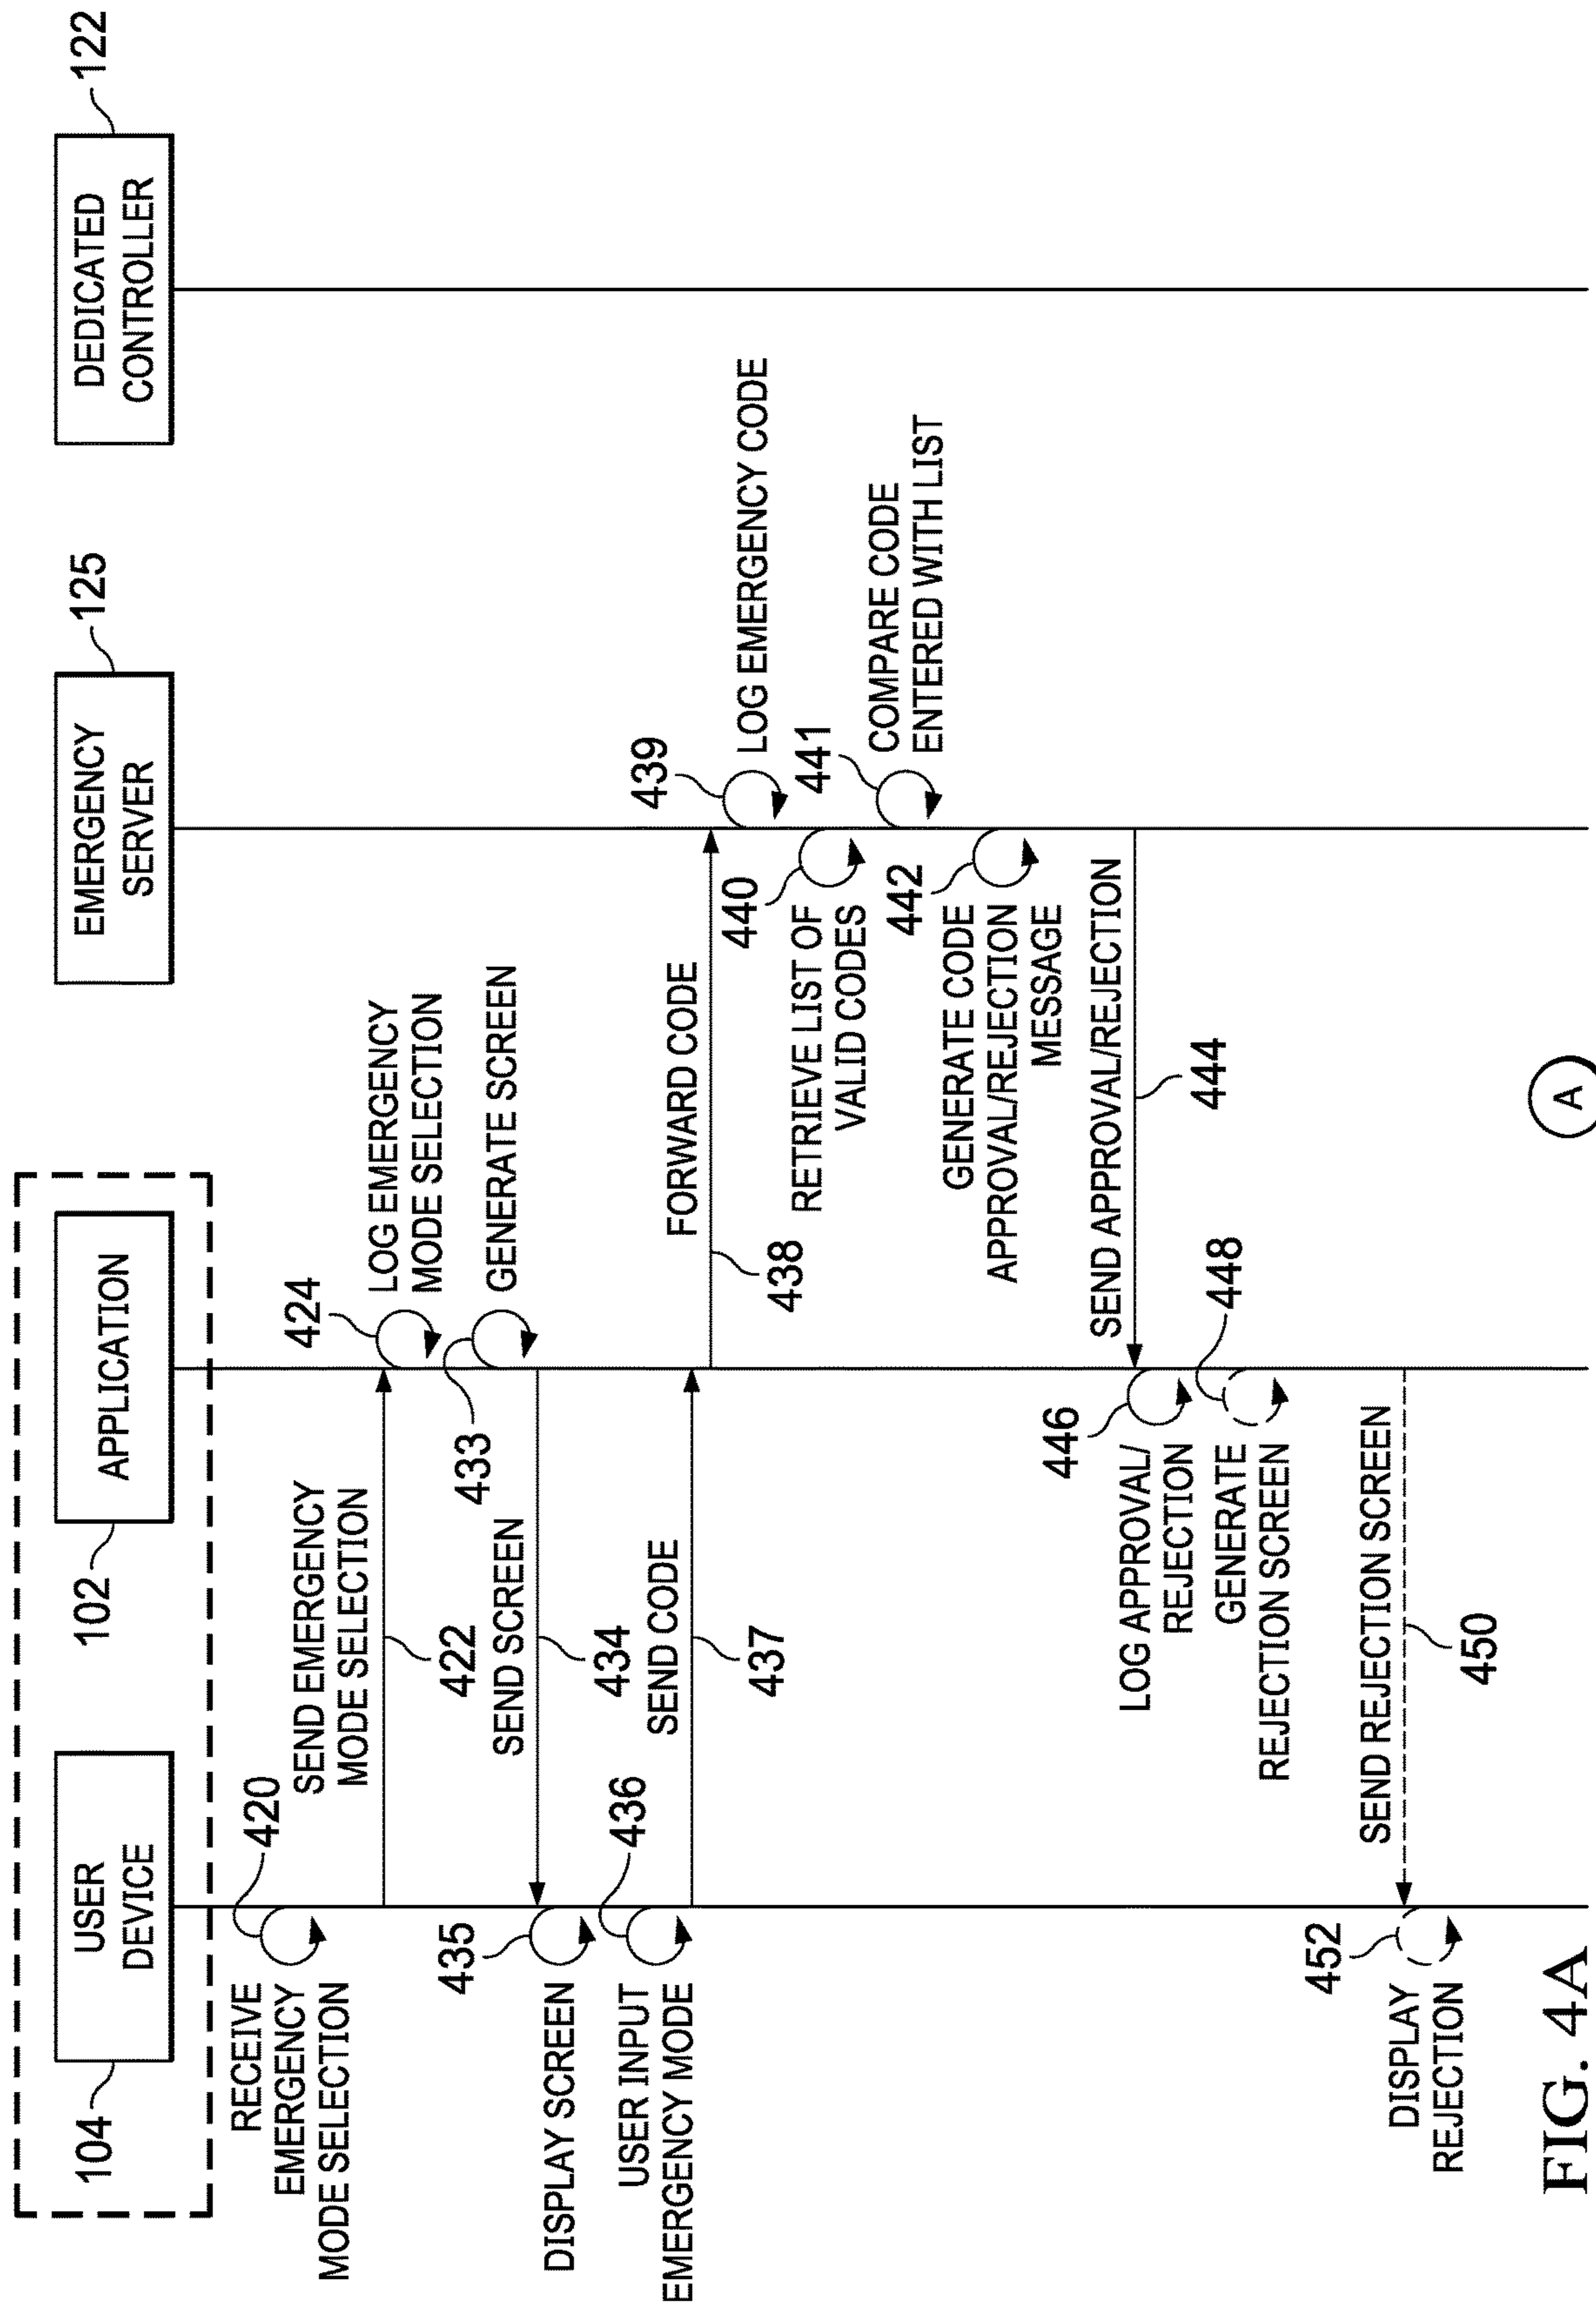 104
USER
DEVICE
102
APPLICATION
EMERGENCY
SERVER
125
DEDICATED
CONTROLLER
122
RECEIVE
EMERGENCY
MODE SELECTION
420
SEND EMERGENCY
MODE SELECTION
422
424
LOG EMERGENCY
MODE SELECTION
433
GENERATE SCREEN
SEND SCREEN
434
435
DISPLAY SCREEN
436
USER INPUT
EMERGENCY MODE
SEND CODE
437
FORWARD CODE
438
439
LOG EMERGENCY CODE
440
RETRIEVE LIST OF
VALID CODES
441
COMPARE CODE
ENTERED WITH LIST
442
GENERATE CODE
APPROVAL/REJECTION
MESSAGE
SEND APPROVAL/REJECTION
444
446
LOG APPROVAL/
REJECTION
448
GENERATE
REJECTION SCREEN
SEND REJECTION SCREEN
450
452
DISPLAY
REJECTION
A
FIG. 4A